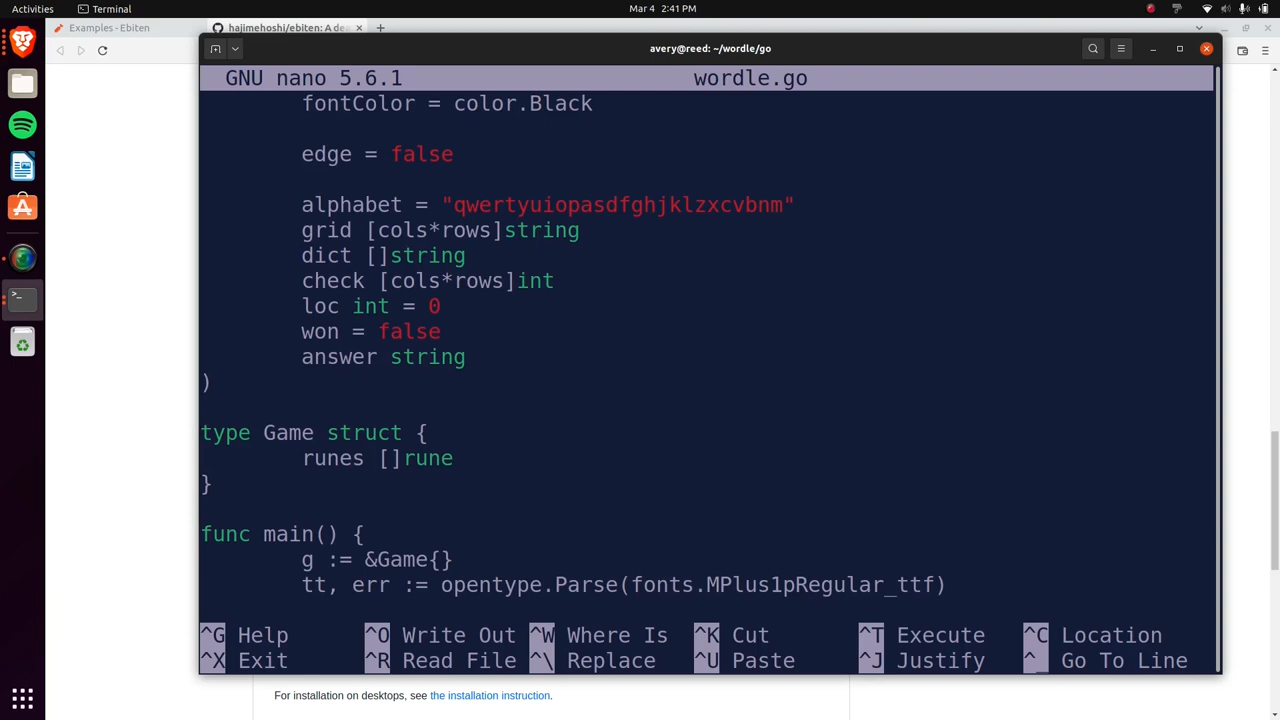 Activities
Terminal
Mar 4 2:41 PM
Examples - Ebiten
hajimehoshi/ebiten: A de
avery@reed: ~/wordle/go
GNU nano 5.6.1 wordle.go
fontColor = color.Black
edge = false
alphabet = "qwertyuiopasdfghjklzxcvbnm"
grid [cols*rows]string
dict []string
check [cols*rows]int
loc int = 0
won = false
answer string
)
type Game struct {
runes []rune
}
func main() {
g := &Game{}
tt, err := opentype.Parse(fonts.MPlus1pRegular_ttf)
^G Help ^O Write Out ^W Where Is ^K Cut ^T Execute ^C Location
^X Exit ^R Read File ^\ Replace ^U Paste ^J Justify ^_ Go To Line
For installation on desktops, see the installation instruction.